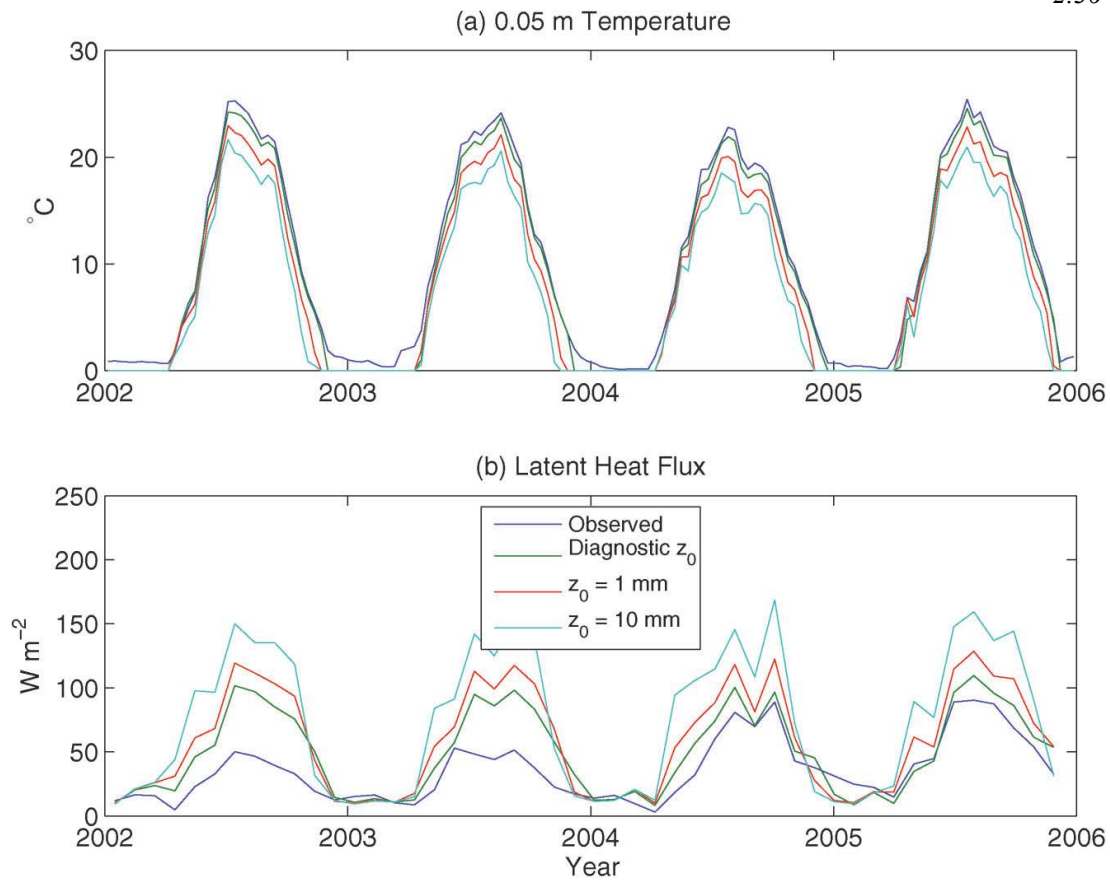 (a) 0.05 m Temperature
30
20
10
0
°C
2002 2003 2004 2005 2006
(b) Latent Heat Flux
250
200
150
100
50
0
W m−2
Observed
Diagnostic z0
z0 = 1 mm
z0 = 10 mm
2002 2003 2004 2005 2006
Year